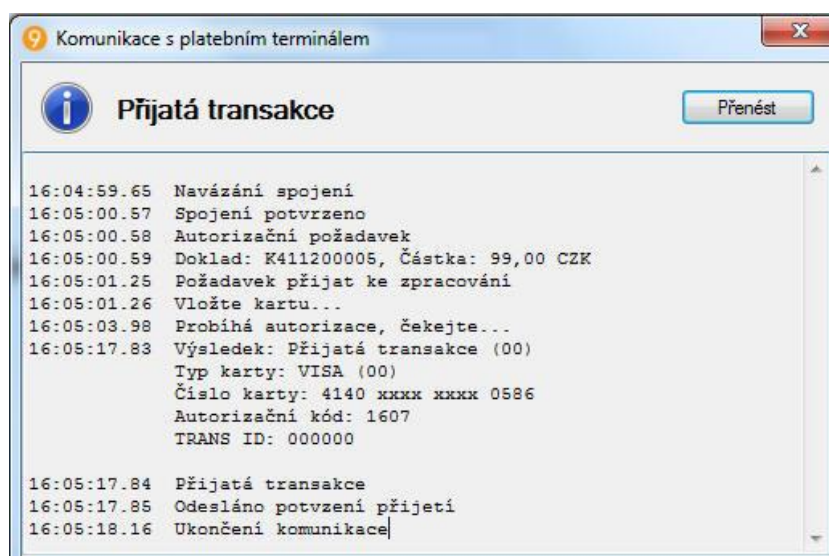 9 Komunikace s platebním terminálem
x
i Přijatá transakce
Přenést
16:04:59.65 Navázání spojení
16:05:00.57 Spojení potvrzeno
16:05:00.58 Autorizační požadavek
16:05:00.59 Doklad: K411200005, Částka: 99,00 CZK
16:05:01.25 Požadavek přijat ke zpracování
16:05:01.26 Vložte kartu...
16:05:03.98 Probíhá autorizace, čekejte...
16:05:17.83 Výsledek: Přijatá transakce (00)
Typ karty: VISA (00)
Číslo karty: 4140 xxxx xxxx 0586
Autorizační kód: 1607
TRANS ID: 000000
16:05:17.84 Přijatá transakce
16:05:17.85 Odesláno potvzení přijetí
16:05:18.16 Ukončení komunikace